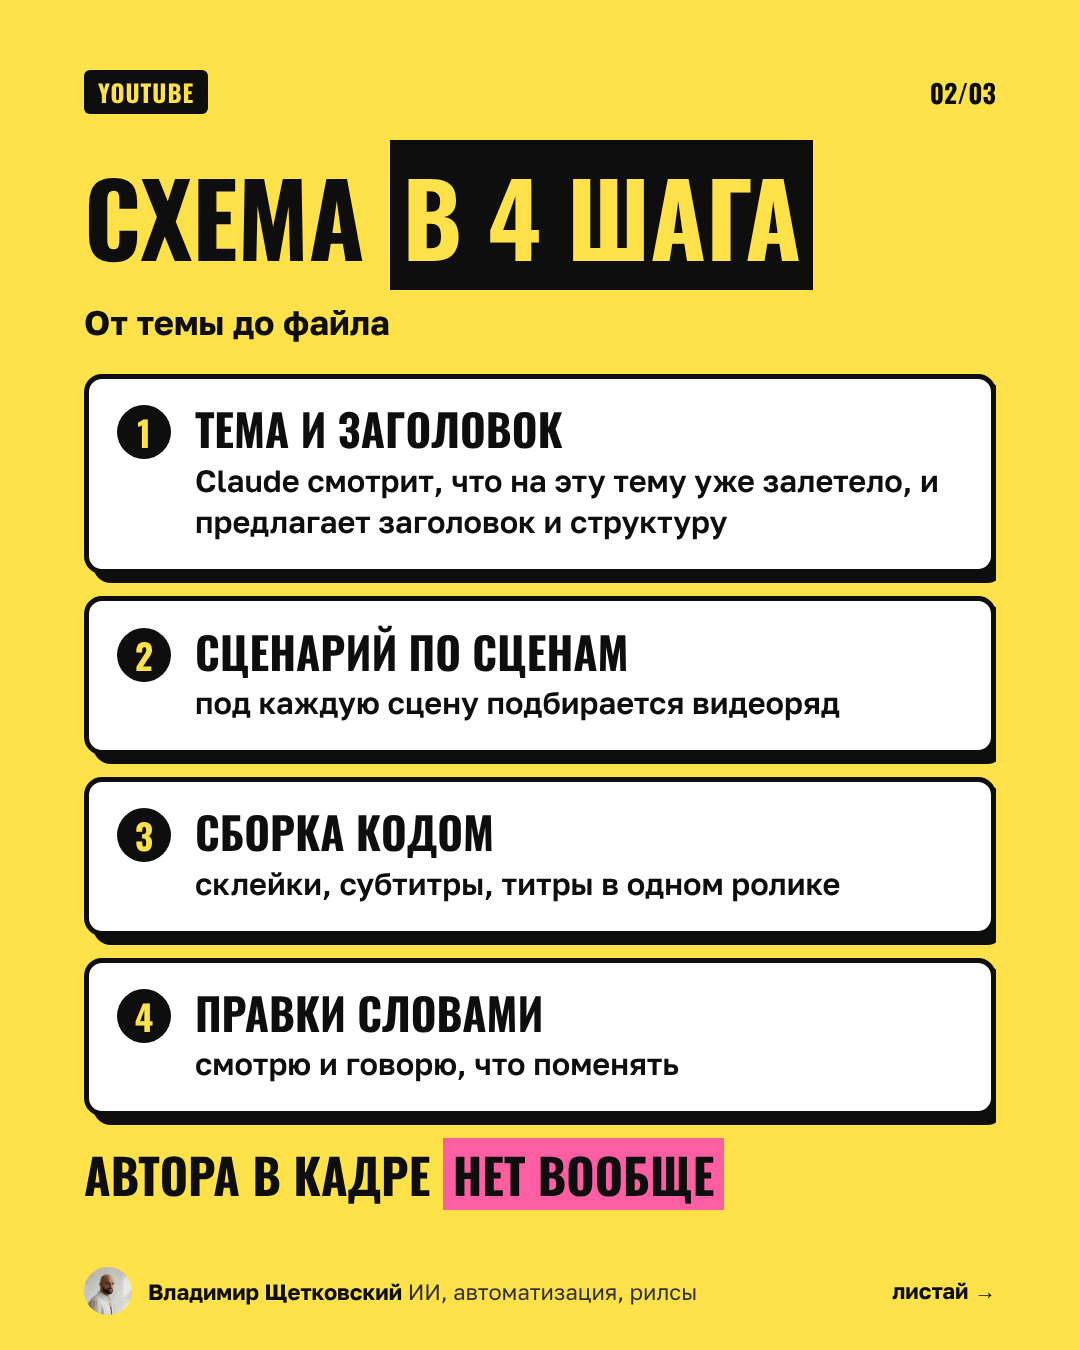 YOUTUBE
02/03
СХЕМА В 4 ШАГА
От темы до файла
1 ТЕМА И ЗАГОЛОВОК
Claude смотрит, что на эту тему уже залетело, и
предлагает заголовок и структуру
2 СЦЕНАРИЙ ПО СЦЕНАМ
под каждую сцену подбирается видеоряд
3 СБОРКА КОДОМ
склейки, субтитры, титры в одном ролике
4 ПРАВКИ СЛОВАМИ
смотрю и говорю, что поменять
АВТОРА В КАДРЕ НЕТ ВООБЩЕ
Владимир Щетковский ИИ, автоматизация, рилсы
листай →